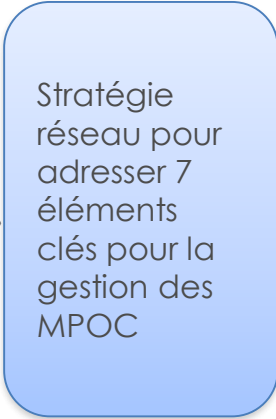 Stratégie
réseau pour
adresser 7
éléments
clés pour la
gestion des
MPOC